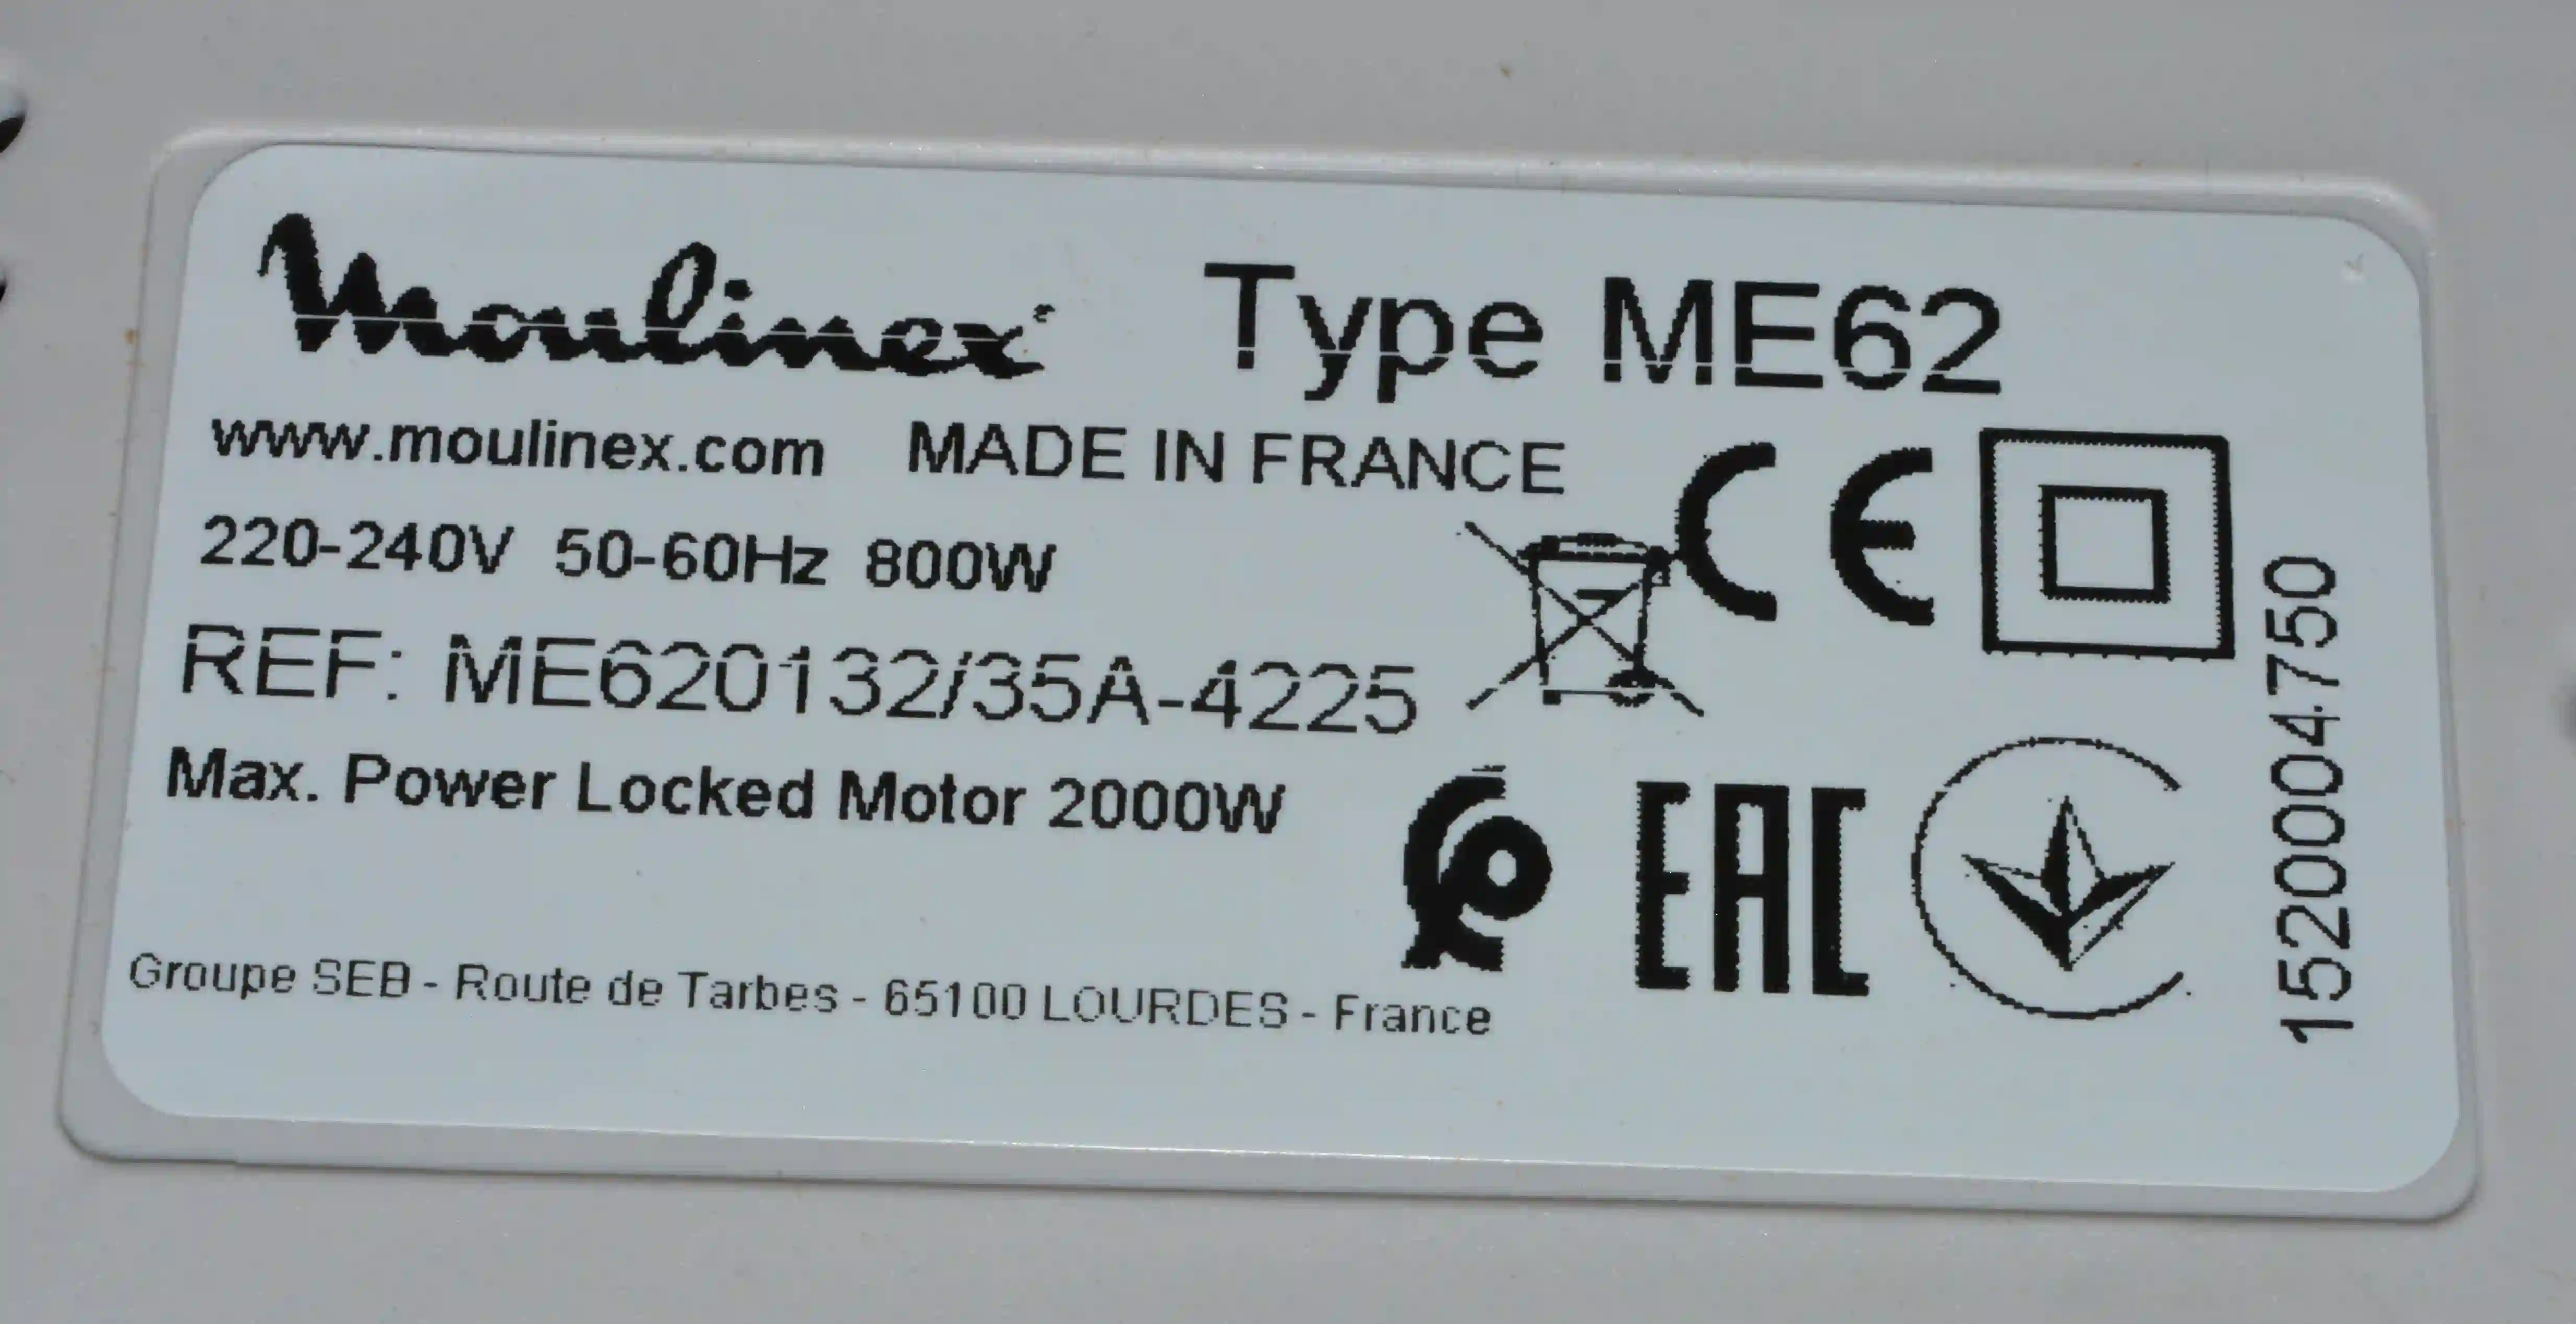 Moulinex Type ME62
www.moulinex.com MADE IN FRANCE
220-240V 50-60Hz 800W
REF: ME620132/35A-4225
Max. Power Locked Motor 2000W
Groupe SEB - Route de Tarbes - 65100 LOURDES - France
CE
EAC
1520004750